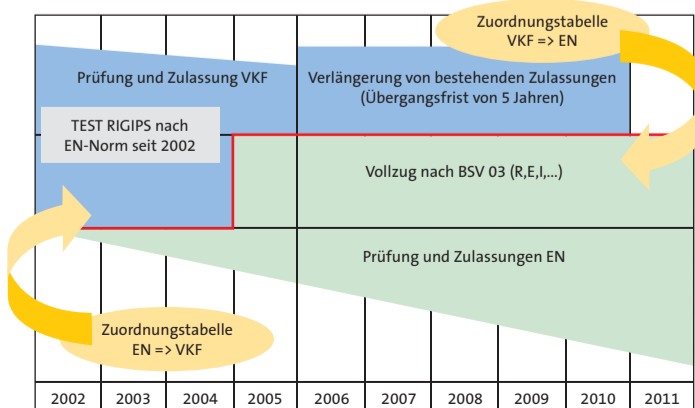 Zuordnungstabelle
VKF => EN
Prüfung und Zulassung VKF
Verlängerung von bestehenden Zulassungen
(Übergangsfrist von 5 Jahren)
TEST RIGIPS nach
EN-Norm seit 2002
Vollzug nach BSV 03 (R,E,I,...)
Prüfung und Zulassungen EN
Zuordnungstabelle
EN => VKF
2002 2003 2004 2005 2006 2007 2008 2009 2010 2011